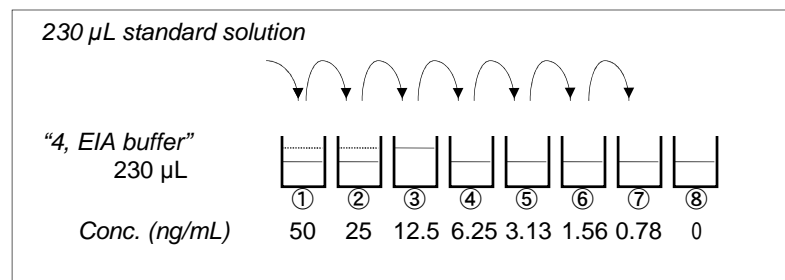 230 µL standard solution
“4, EIA buffer”
230 µL
① ② ③ ④ ⑤ ⑥ ⑦ ⑧
Conc. (ng/mL) 50 25 12.5 6.25 3.13 1.56 0.78 0